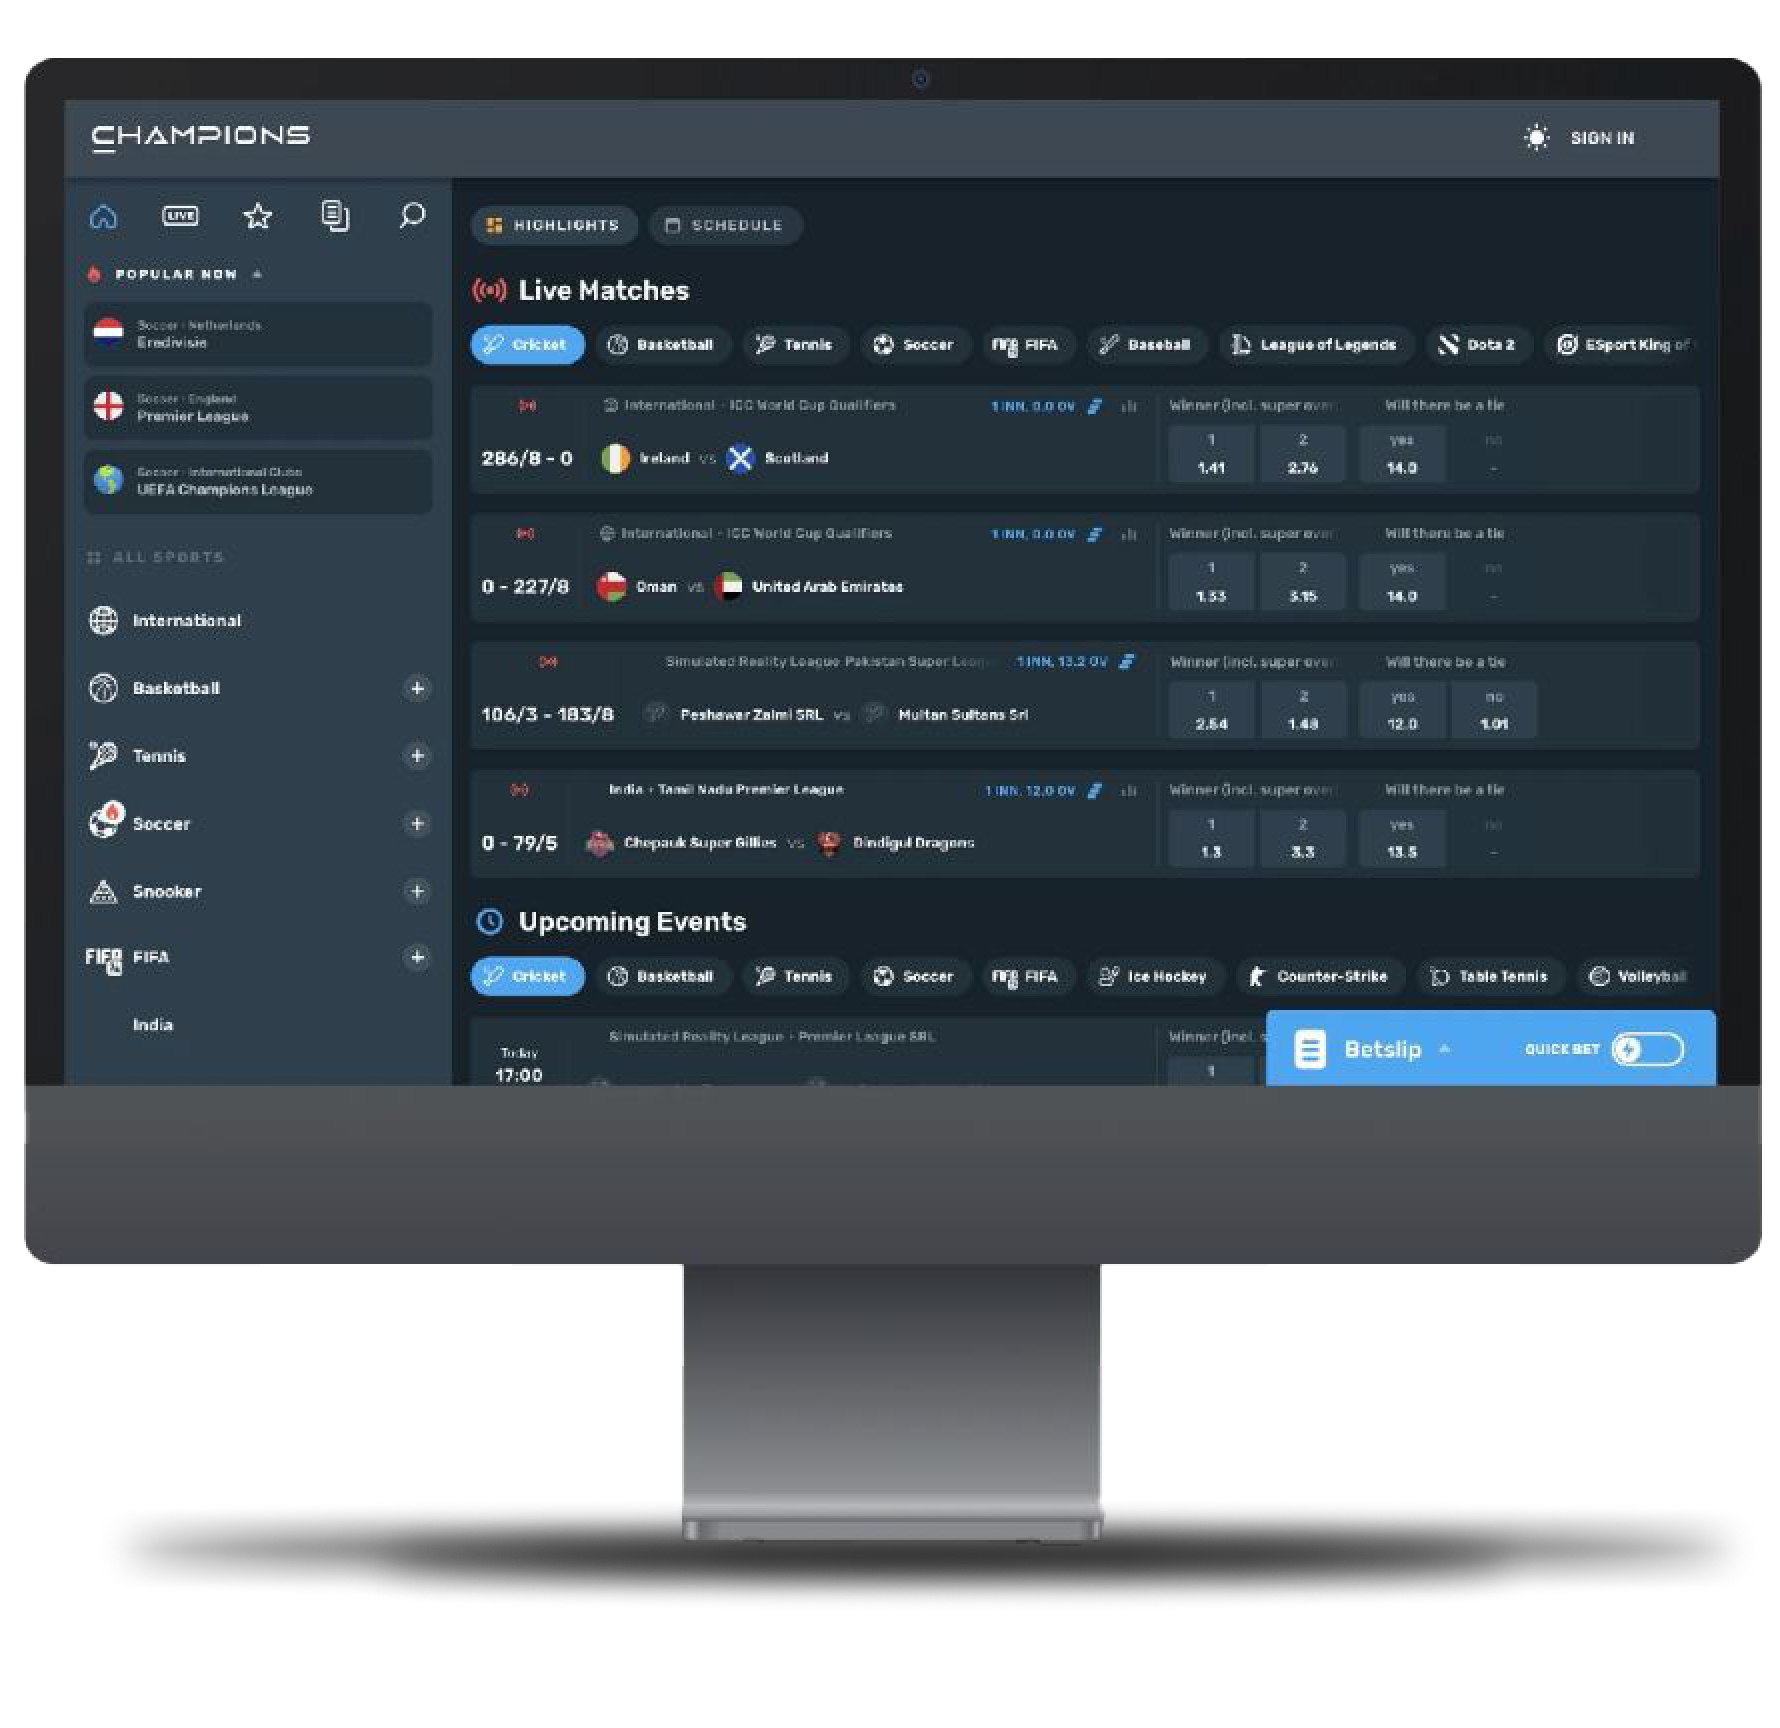 CHAMPIONS
SIGN IN
LIVE
POPULAR NOW
Soccer · Netherlands
Eredivisie
Soccer · England
Premier League
Soccer · International Clubs
UEFA Champions League
ALL SPORTS
International
Basketball
Tennis
Soccer
Snooker
FIFA FIFA
India
HIGHLIGHTS SCHEDULE
Live Matches
Cricket Basketball Tennis Soccer FIFA FIFA Baseball League of Legends Dota 2 ESport King of
International · ICC World Cup Qualifiers 1 INN, 0.0 OV Winner (incl. super over Will there be a tie
286/8 - 0 Ireland vs Scotland
1 2 yes no
1.41 2.76 14.0 -
International · ICC World Cup Qualifiers 1 INN, 0.0 OV Winner (incl. super over Will there be a tie
0 - 227/8 Oman vs United Arab Emirates
1 2 yes no
1.33 3.15 14.0 -
Simulated Reality League Pakistan Super Leag 1 INN, 13.2 OV Winner (incl. super over Will there be a tie
106/3 - 183/8 Peshawar Zalmi SRL vs Multan Sultans Srl
1 2 yes no
2.54 1.48 12.0 1.01
India · Tamil Nadu Premier League 1 INN, 12.0 OV Winner (incl. super over Will there be a tie
0 - 79/5 Chepauk Super Gillies vs Dindigul Dragons
1 2 yes no
1.3 3.3 13.5 -
Upcoming Events
Cricket Basketball Tennis Soccer FIFA FIFA Ice Hockey Counter-Strike Table Tennis Volleyball
Simulated Reality League · Premier League SRL Winner (incl. s
Today
17:00
1
Betslip QUICK BET